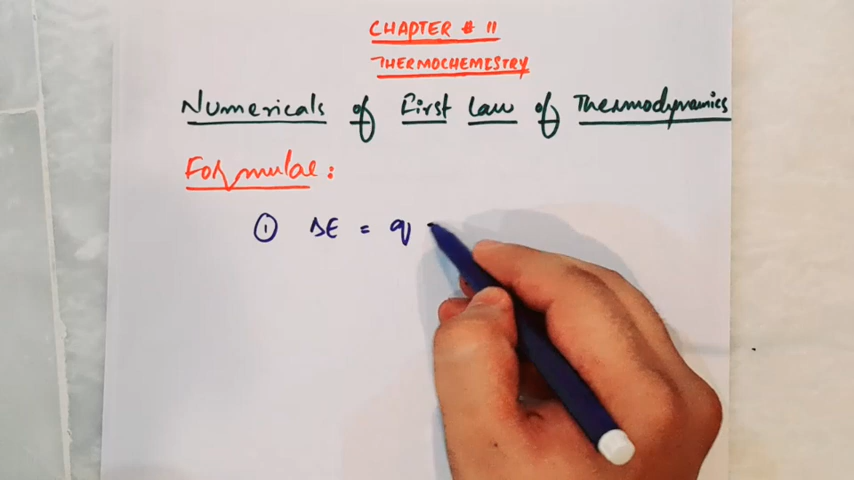 CHAPTER # 11
THERMOCHEMISTRY
Numericals of First Law of Thermodynamics
Formulae:
① ΔE = q